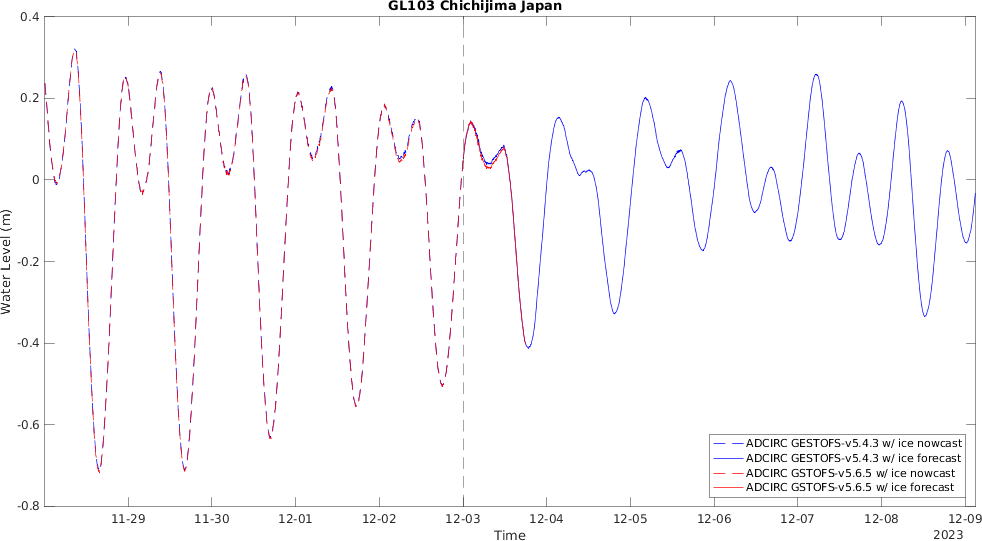 GL103 Chichijima Japan
0.4
0.2
0
-0.2
-0.4
-0.6
-0.8
Water Level (m)
ADCIRC GESTOFS-v5.4.3 w/ ice nowcast
ADCIRC GESTOFS-v5.4.3 w/ ice forecast
ADCIRC GSTOFS-v5.6.5 w/ ice nowcast
ADCIRC GSTOFS-v5.6.5 w/ ice forecast
11-29 11-30 12-01 12-02 12-03 12-04 12-05 12-06 12-07 12-08 12-09
Time
2023